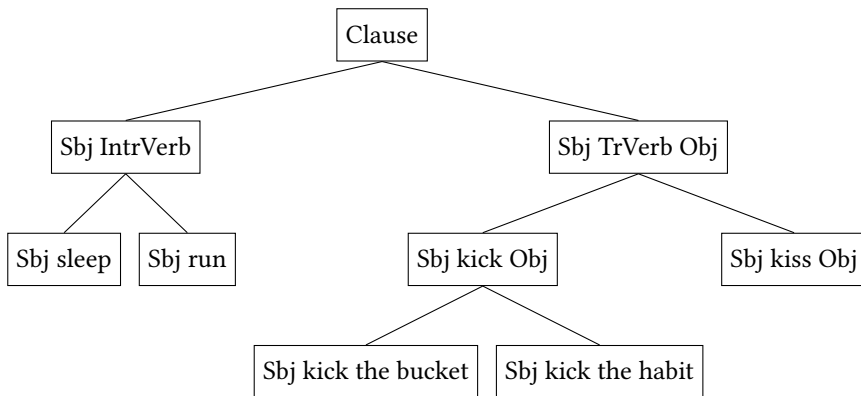 Clause
Sbj IntrVerb
Sbj TrVerb Obj
Sbj sleep
Sbj run
Sbj kick Obj
Sbj kiss Obj
Sbj kick the bucket
Sbj kick the habit